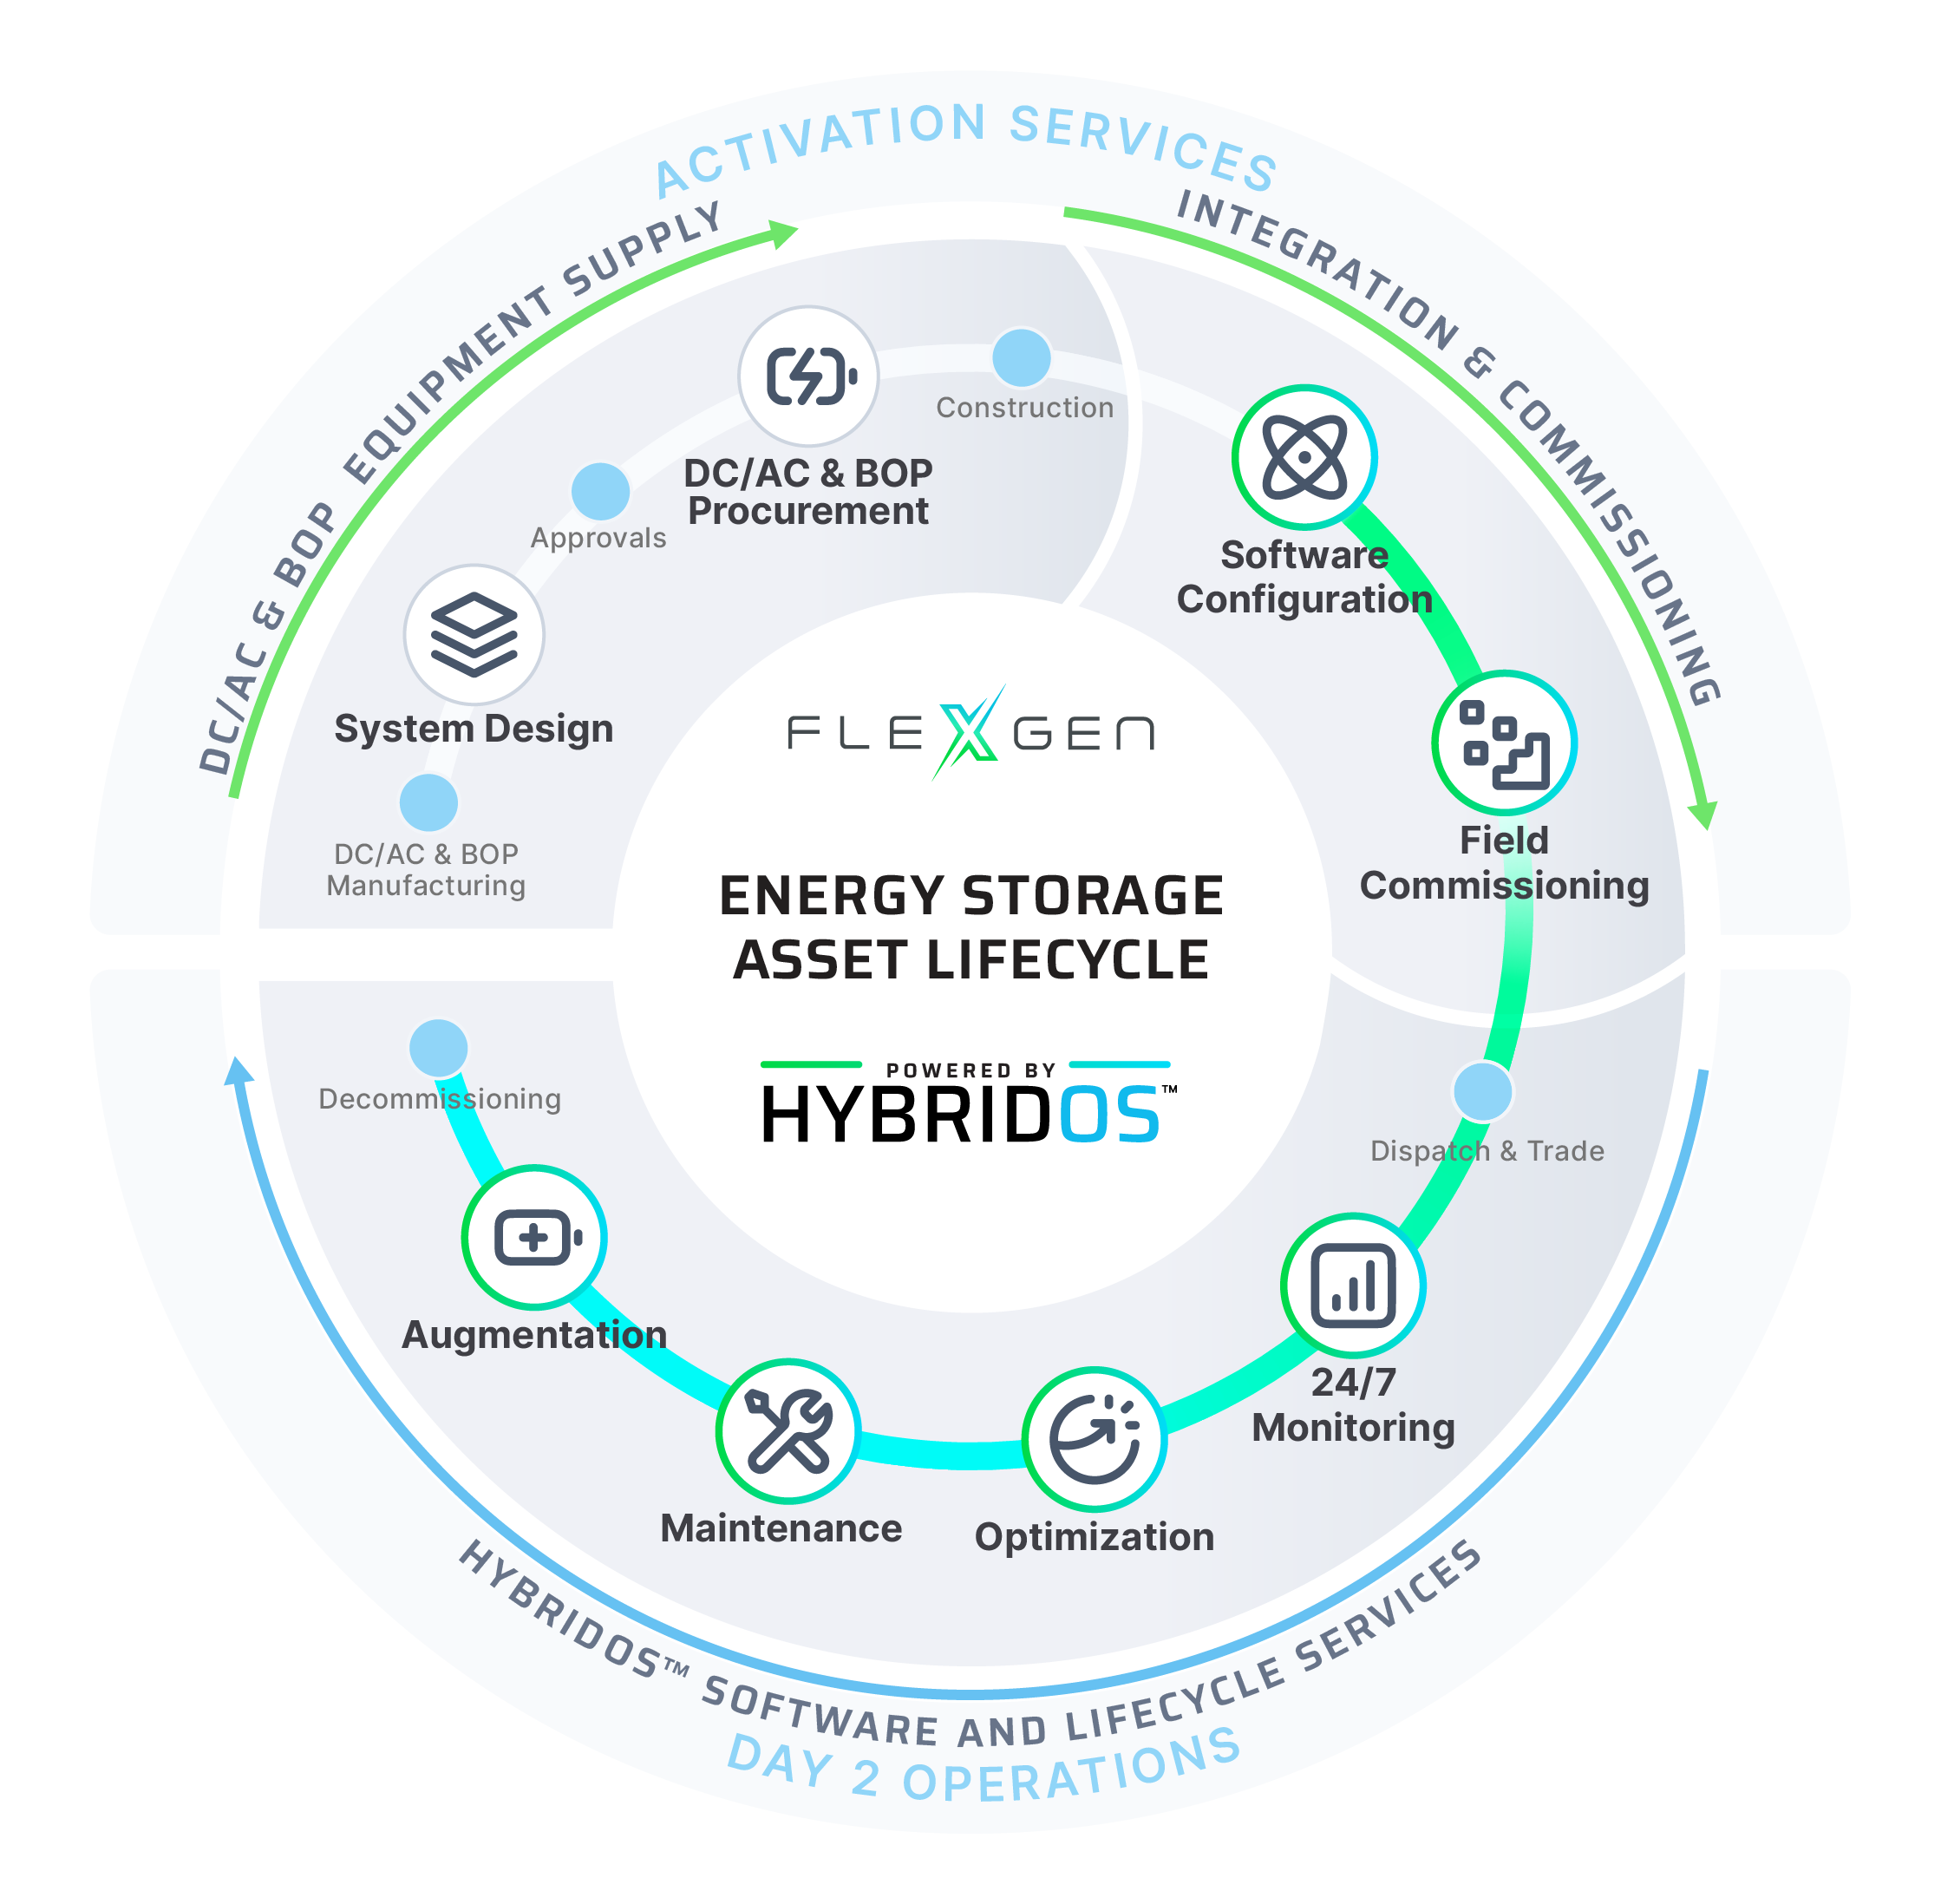 ACTIVATION SERVICES
DC/AC & BOP EQUIPMENT SUPPLY
INTEGRATION & COMMISSIONING
DC/AC & BOP
Manufacturing
System Design
Approvals
DC/AC & BOP
Procurement
Construction
Software
Configuration
Field
Commissioning
FLEXGEN
ENERGY STORAGE
ASSET LIFECYCLE
POWERED BY
HYBRIDOS™
Dispatch & Trade
24/7
Monitoring
Optimization
Maintenance
Augmentation
Decommissioning
HYBRIDOS™ SOFTWARE AND LIFECYCLE SERVICES
DAY 2 OPERATIONS